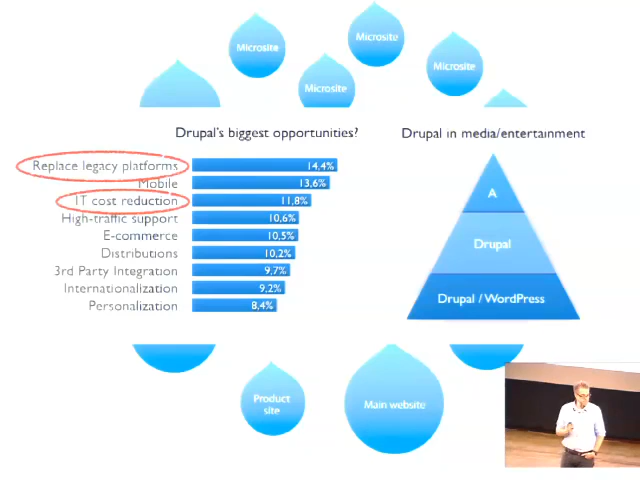 Microsite
Microsite
Microsite
Microsite
Drupal's biggest opportunities?
Replace legacy platforms 14,4%
Mobile 13,6%
IT cost reduction 11,8%
High-traffic support 10,6%
E-commerce 10,5%
Distributions 10,2%
3rd Party Integration 9,7%
Internationalization 9,2%
Personalization 8,4%
Drupal in media/entertainment
A
Drupal
Drupal / WordPress
Product
site
Main website